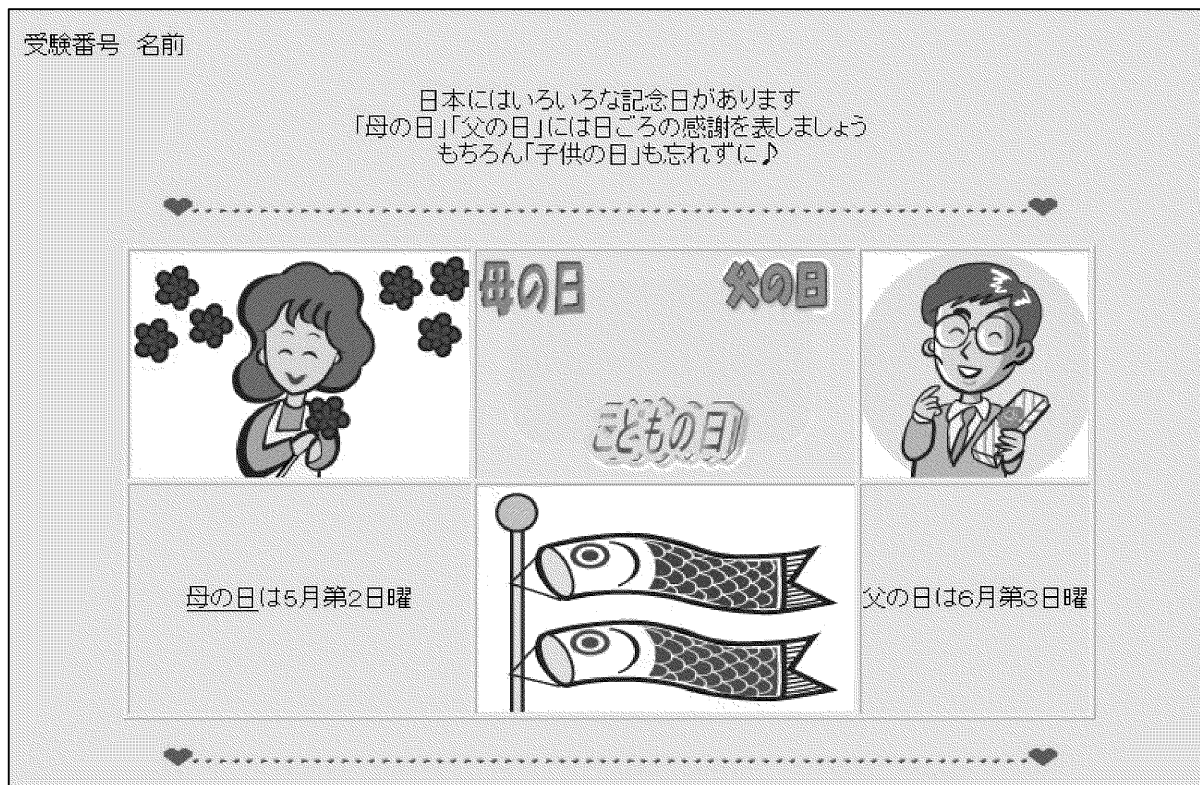 受験番号 名前
日本にはいろいろな記念日があります
「母の日」「父の日」には日ごろの感謝を表しましょう
もちろん「子供の日」も忘れずに♪
母の日
父の日
こどもの日
母の日は5月第2日曜
父の日は6月第3日曜